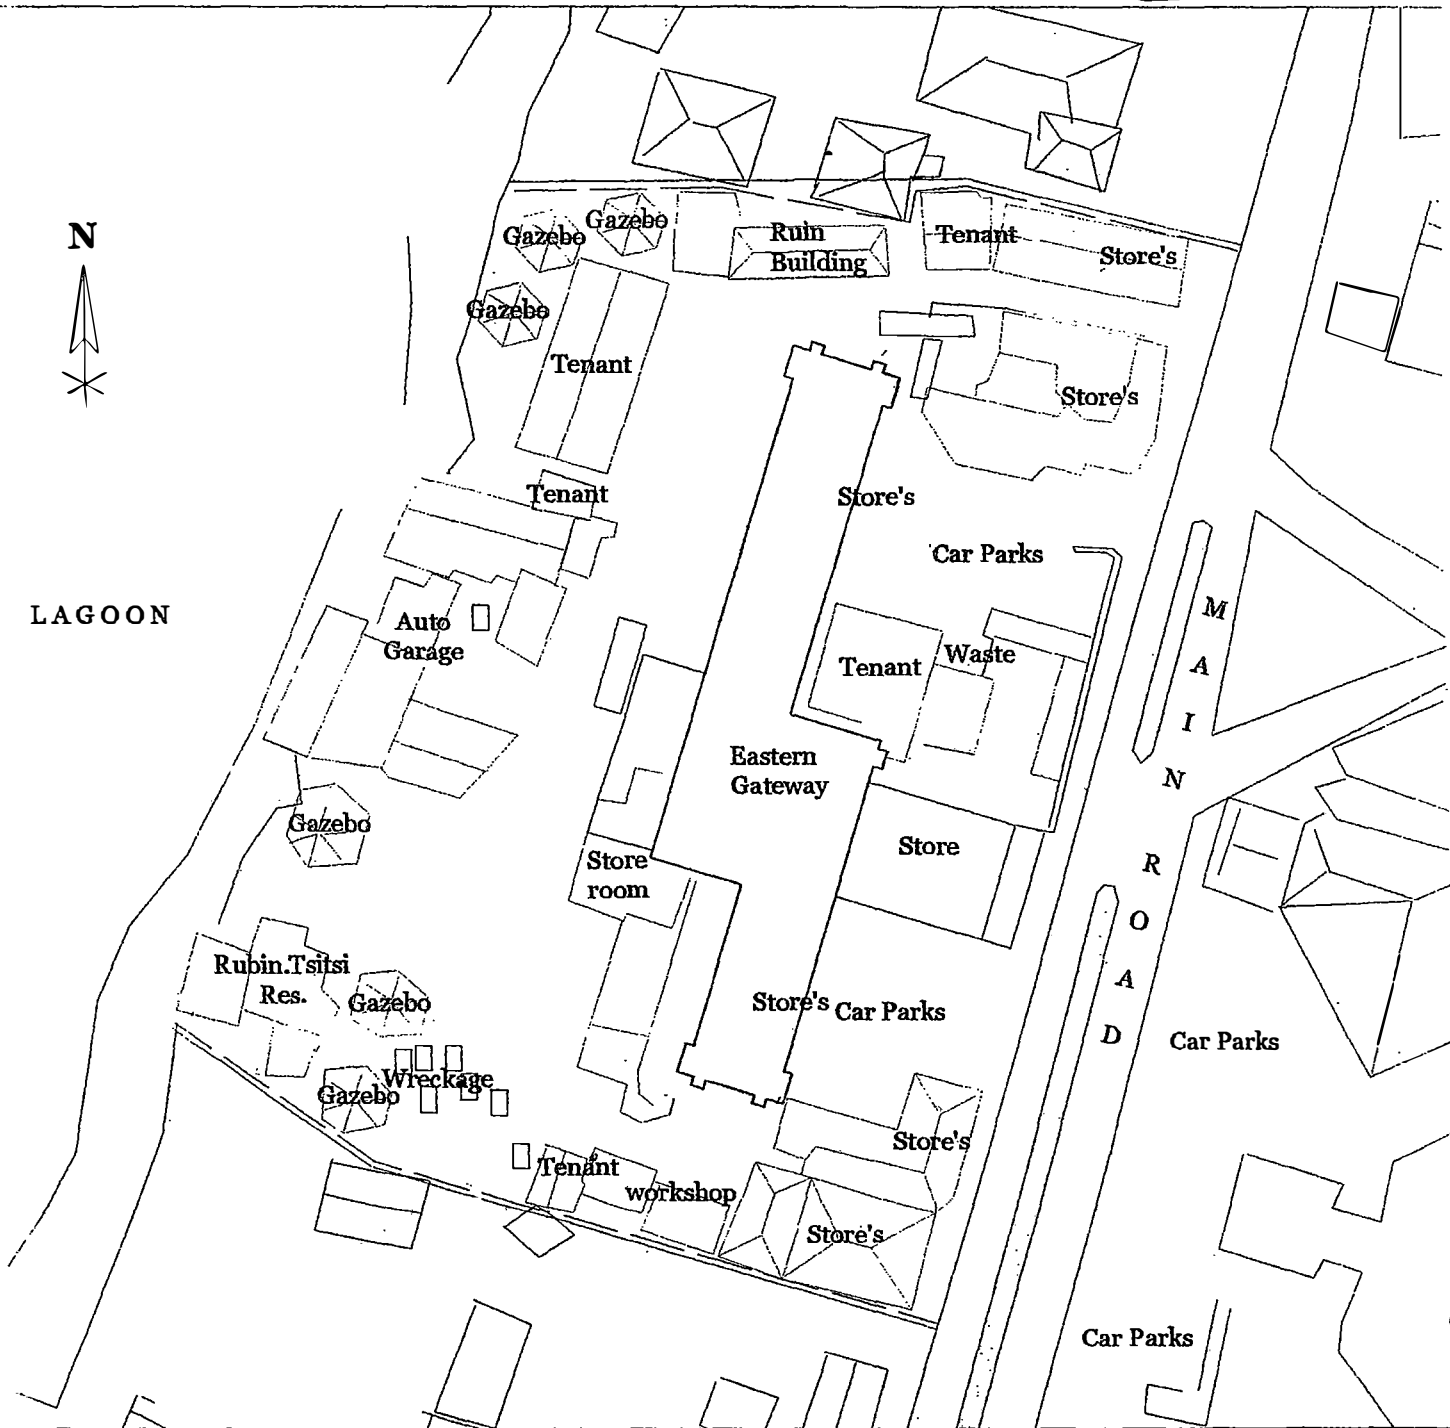 N
Gazebo
Gazebo
Ruin
Building
Tenant
Store's
Gazebo
Tenant
Store's
Tenant
Store's
Car Parks
LAGOON
Auto
Garage
Tenant
Waste
Eastern
Gateway
MAIN ROAD
Gazebo
Store
room
Store
Rubin.Tsitsi
Res.
Gazebo
Store's
Car Parks
Car Parks
Wreckage
Gazebo
Store's
Tenant
workshop
Store's
Car Parks